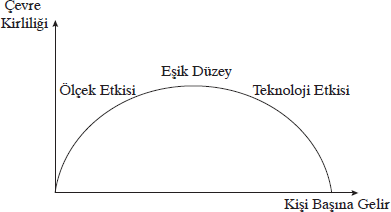 Çevre
Kirliliği
Eşik Düzey
Ölçek Etkisi
Teknoloji Etkisi
Kişi Başına Gelir